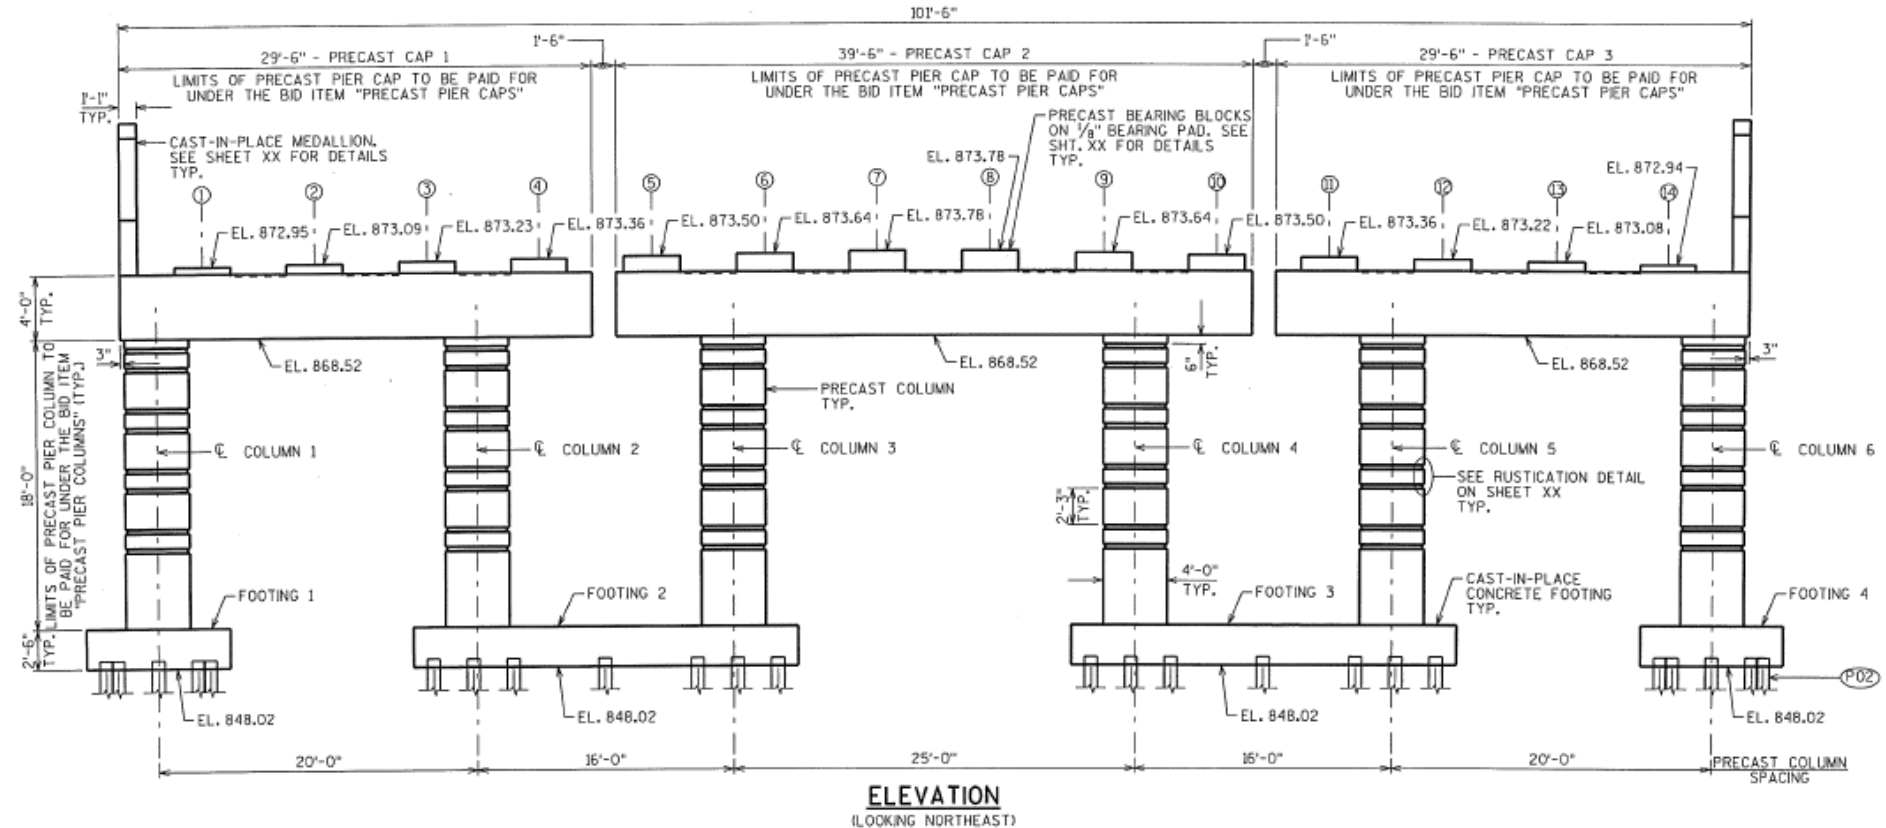 101'-6"
1'-6"
1'-6"
29'-6" - PRECAST CAP 1
39'-6" - PRECAST CAP 2
29'-6" - PRECAST CAP 3
LIMITS OF PRECAST PIER CAP TO BE PAID FOR
UNDER THE BID ITEM "PRECAST PIER CAPS"
LIMITS OF PRECAST PIER CAP TO BE PAID FOR
UNDER THE BID ITEM "PRECAST PIER CAPS"
LIMITS OF PRECAST PIER CAP TO BE PAID FOR
UNDER THE BID ITEM "PRECAST PIER CAPS"
1'-1"
TYP.
CAST-IN-PLACE MEDALLION.
SEE SHEET XX FOR DETAILS
TYP.
PRECAST BEARING BLOCKS
ON 1/8" BEARING PAD. SEE
SHT. XX FOR DETAILS
TYP.
EL. 873.78
EL. 872.94
1
2
3
4
5
6
7
8
9
10
11
12
13
14
EL. 872.95
EL. 873.09
EL. 873.23
EL. 873.36
EL. 873.50
EL. 873.64
EL. 873.78
EL. 873.64
EL. 873.50
EL. 873.36
EL. 873.22
EL. 873.08
4'-0"
TYP.
3"
EL. 868.52
EL. 868.52
6"
TYP.
EL. 868.52
3"
18'-0"
LIMITS OF PRECAST PIER COLUMN TO
BE PAID FOR UNDER THE BID ITEM
"PRECAST PIER COLUMNS" (TYP.)
PRECAST COLUMN
TYP.
℄ COLUMN 1
℄ COLUMN 2
℄ COLUMN 3
℄ COLUMN 4
℄ COLUMN 5
℄ COLUMN 6
SEE RUSTICATION DETAIL
ON SHEET XX
TYP.
2'-3"
TYP.
4'-0"
TYP.
CAST-IN-PLACE
CONCRETE FOOTING
TYP.
FOOTING 1
FOOTING 2
FOOTING 3
FOOTING 4
2'-6"
TYP.
P02
EL. 848.02
EL. 848.02
EL. 848.02
EL. 848.02
20'-0"
16'-0"
25'-0"
16'-0"
20'-0"
PRECAST COLUMN
SPACING
ELEVATION
(LOOKING NORTHEAST)